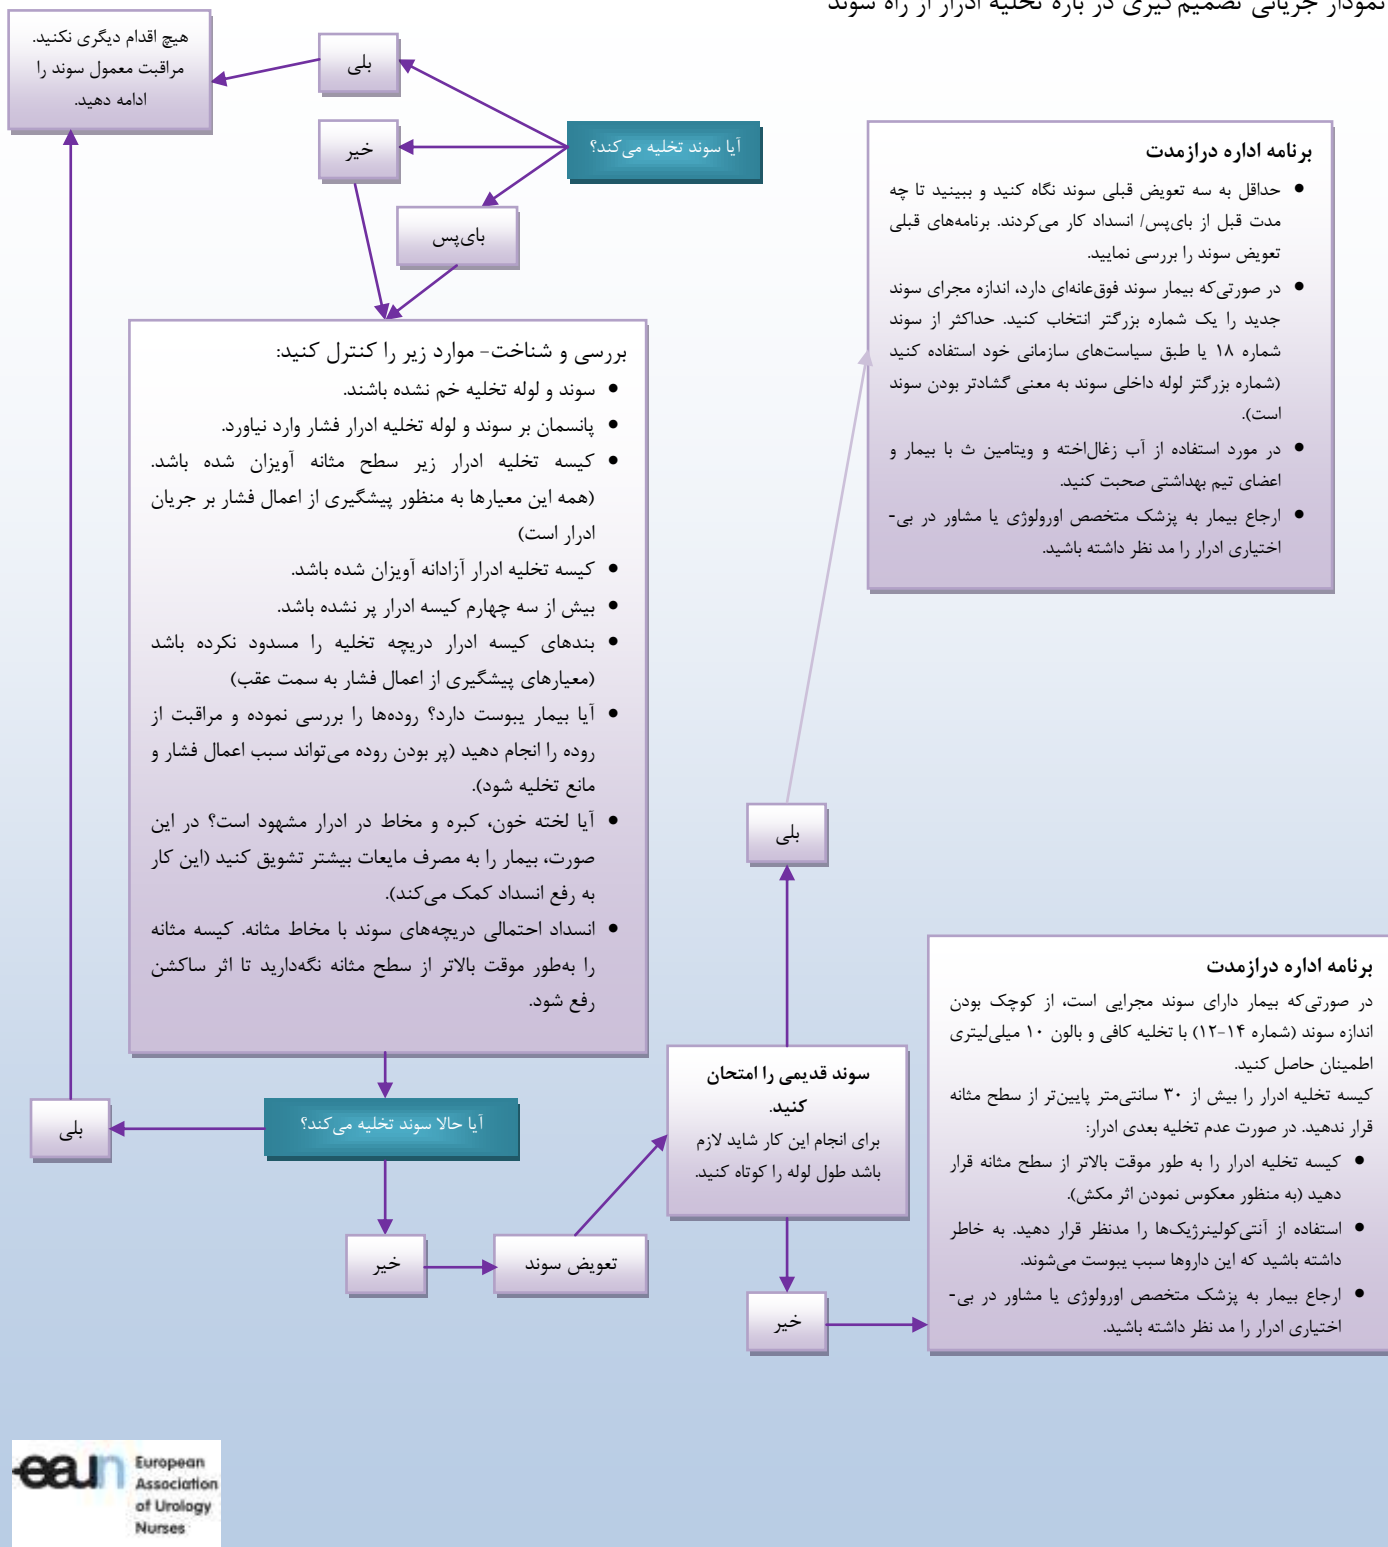 نمودار جریانی تصمیم‌گیری در باره تخلیه ادرار از راه سوند
هیچ اقدام دیگری نکنید.
مراقبت معمول سوند را
ادامه دهید.
بلی
خیر
بای‌پس
آیا سوند تخلیه می‌کند؟
برنامه اداره درازمدت
• حداقل به سه تعویض قبلی سوند نگاه کنید و ببینید تا چه
مدت قبل از بای‌پس/ انسداد کار می‌کردند. برنامه‌های قبلی
تعویض سوند را بررسی نمایید.
• در صورتی‌که بیمار سوند فوق‌عانه‌ای دارد، اندازه مجرای سوند
جدید را یک شماره بزرگتر انتخاب کنید. حداکثر از سوند
شماره ۱۸ یا طبق سیاست‌های سازمانی خود استفاده کنید
(شماره بزرگتر لوله داخلی سوند به معنی گشادتر بودن سوند
است).
• در مورد استفاده از آب زغال‌اخته و ویتامین ث با بیمار و
اعضای تیم بهداشتی صحبت کنید.
• ارجاع بیمار به پزشک متخصص اورولوژی یا مشاور در بی-
اختیاری ادرار را مد نظر داشته باشید.
بررسی و شناخت- موارد زیر را کنترل کنید:
• سوند و لوله تخلیه خم نشده باشند.
• پانسمان بر سوند و لوله تخلیه ادرار فشار وارد نیاورد.
• کیسه تخلیه ادرار زیر سطح مثانه آویزان شده باشد.
(همه این معیارها به منظور پیشگیری از اعمال فشار بر جریان
ادرار است)
• کیسه تخلیه ادرار آزادانه آویزان شده باشد.
• بیش از سه چهارم کیسه ادرار پر نشده باشد.
• بندهای کیسه ادرار دریچه تخلیه را مسدود نکرده باشد
(معیارهای پیشگیری از اعمال فشار به سمت عقب)
• آیا بیمار یبوست دارد؟ روده‌ها را بررسی نموده و مراقبت از
روده را انجام دهید (پر بودن روده می‌تواند سبب اعمال فشار و
مانع تخلیه شود).
• آیا لخته خون، کبره و مخاط در ادرار مشهود است؟ در این
صورت، بیمار را به مصرف مایعات بیشتر تشویق کنید (این کار
به رفع انسداد کمک می‌کند).
• انسداد احتمالی دریچه‌های سوند با مخاط مثانه. کیسه مثانه
را به‌طور موقت بالاتر از سطح مثانه نگه‌دارید تا اثر ساکشن
رفع شود.
آیا حالا سوند تخلیه می‌کند؟
بلی
خیر
تعویض سوند
سوند قدیمی را امتحان
کنید.
برای انجام این کار شاید لازم
باشد طول لوله را کوتاه کنید.
بلی
خیر
برنامه اداره درازمدت
در صورتی‌که بیمار دارای سوند مجرایی است، از کوچک بودن
اندازه سوند (شماره ۱۴-۱۲) با تخلیه کافی و بالون ۱۰ میلی‌لیتری
اطمینان حاصل کنید.
کیسه تخلیه ادرار را بیش از ۳۰ سانتی‌متر پایین‌تر از سطح مثانه
قرار ندهید. در صورت عدم تخلیه بعدی ادرار:
• کیسه تخلیه ادرار را به طور موقت بالاتر از سطح مثانه قرار
دهید (به منظور معکوس نمودن اثر مکش).
• استفاده از آنتی‌کولینرژیک‌ها را مدنظر قرار دهید. به خاطر
داشته باشید که این داروها سبب یبوست می‌شوند.
• ارجاع بیمار به پزشک متخصص اورولوژی یا مشاور در بی-
اختیاری ادرار را مد نظر داشته باشید.
eaun
European
Association
of Urology
Nurses